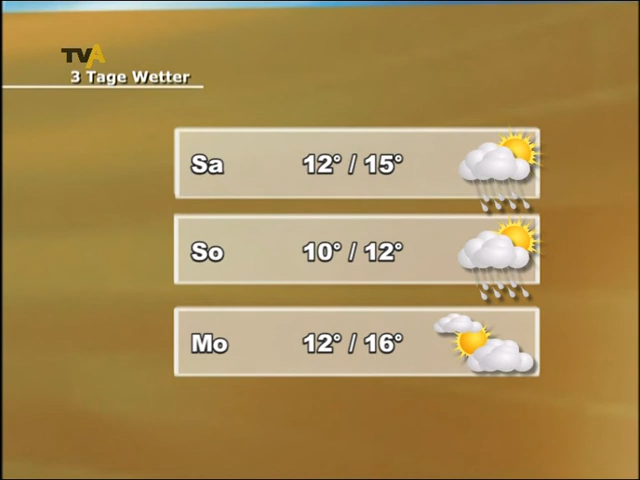 TVA
3 Tage Wetter
Sa 12° / 15°
So 10° / 12°
Mo 12° / 16°